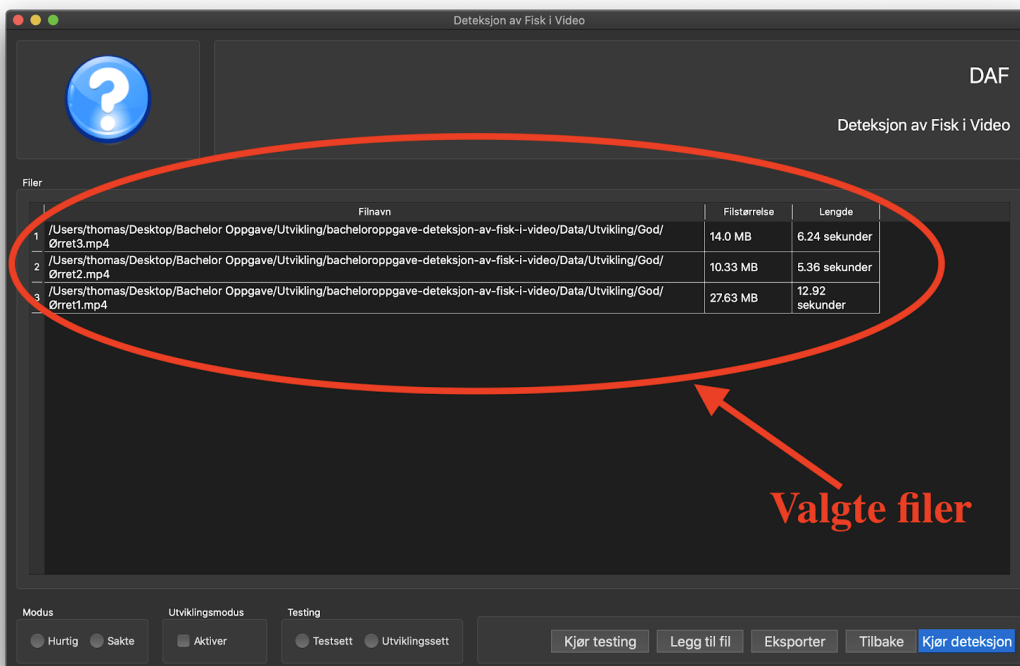 Deteksjon av Fisk i Video
DAF
Deteksjon av Fisk i Video
Filer
Filnavn Filstørrelse Lengde
1 /Users/thomas/Desktop/Bachelor Oppgave/Utvikling/bacheloroppgave-deteksjon-av-fisk-i-video/Data/Utvikling/God/
Ørret3.mp4 14.0 MB 6.24 sekunder
2 /Users/thomas/Desktop/Bachelor Oppgave/Utvikling/bacheloroppgave-deteksjon-av-fisk-i-video/Data/Utvikling/God/
Ørret2.mp4 10.33 MB 5.36 sekunder
3 /Users/thomas/Desktop/Bachelor Oppgave/Utvikling/bacheloroppgave-deteksjon-av-fisk-i-video/Data/Utvikling/God/
Ørret1.mp4 27.63 MB 12.92
sekunder
Valgte filer
Modus Utviklingsmodus Testing
Hurtig Sakte Aktiver Testsett Utviklingssett Kjør testing Legg til fil Eksporter Tilbake Kjør deteksjon